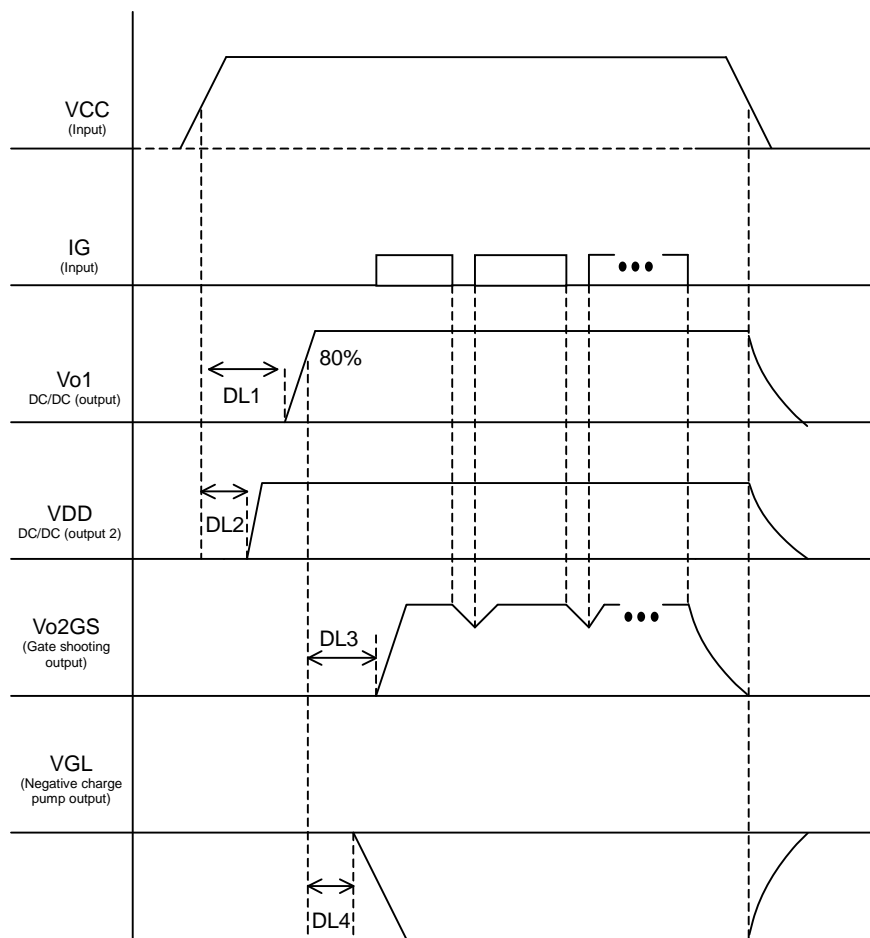 VCC
(Input)
IG
(Input)
Vo1
DC/DC (output)
80%
DL1
VDD
DC/DC (output 2)
DL2
Vo2GS
(Gate shooting
output)
DL3
VGL
(Negative charge
pump output)
DL4